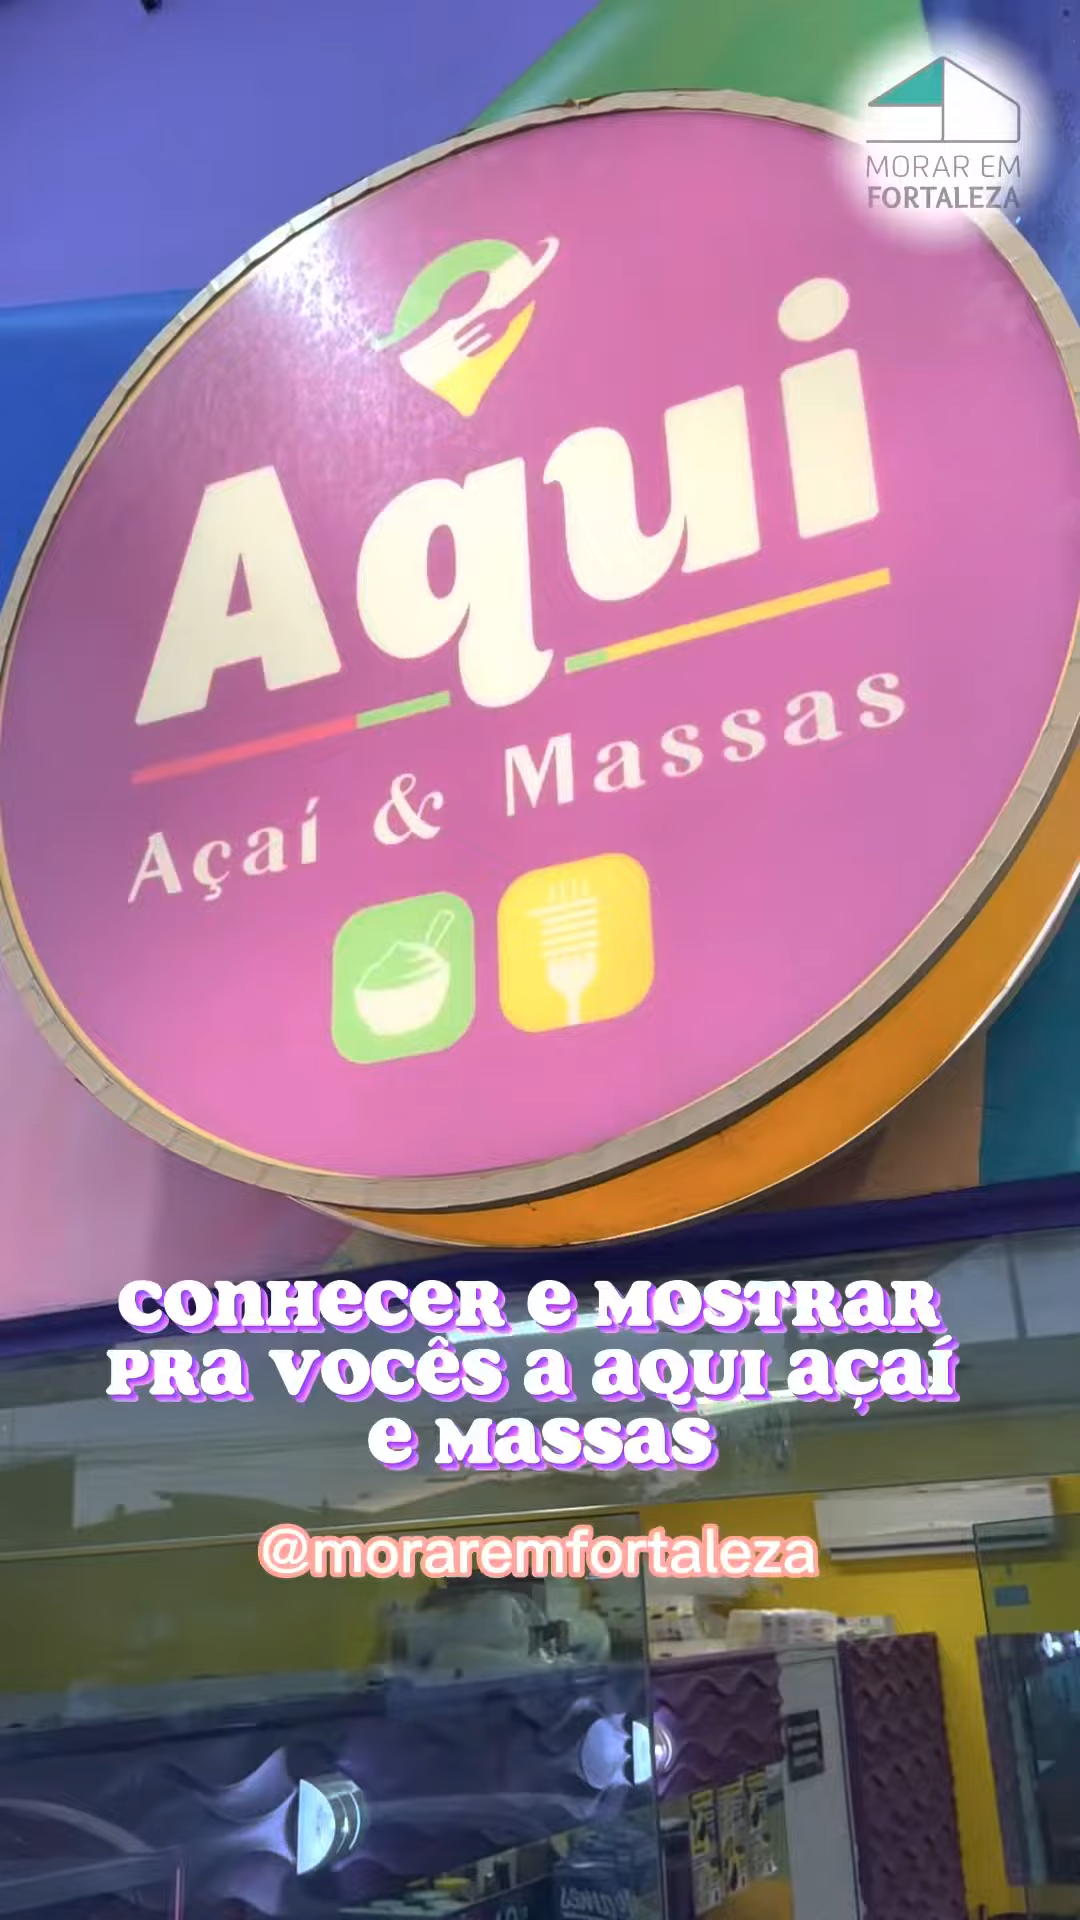 MORAR EM
FORTALEZA
Aqui
Açaí & Massas
CONHECER E MOSTRAR
PRA VOCÊS A AQUI AÇAÍ
E MASSAS
@moraremfortaleza